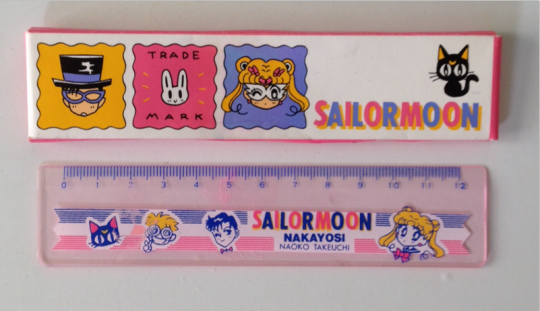 TRADE
MARK
SAILORMOON
0 1 2 3 4 5 6 7 8 9 10 11 12
SAILORMOON
NAKAYOSI
NAOKO TAKEUCHI